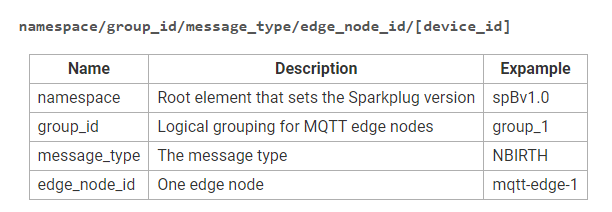 namespace/group_id/message_type/edge_node_id/[device_id]
Name Description Expample
namespace Root element that sets the Sparkplug version spBv1.0
group_id Logical grouping for MQTT edge nodes group_1
message_type The message type NBIRTH
edge_node_id One edge node mqtt-edge-1